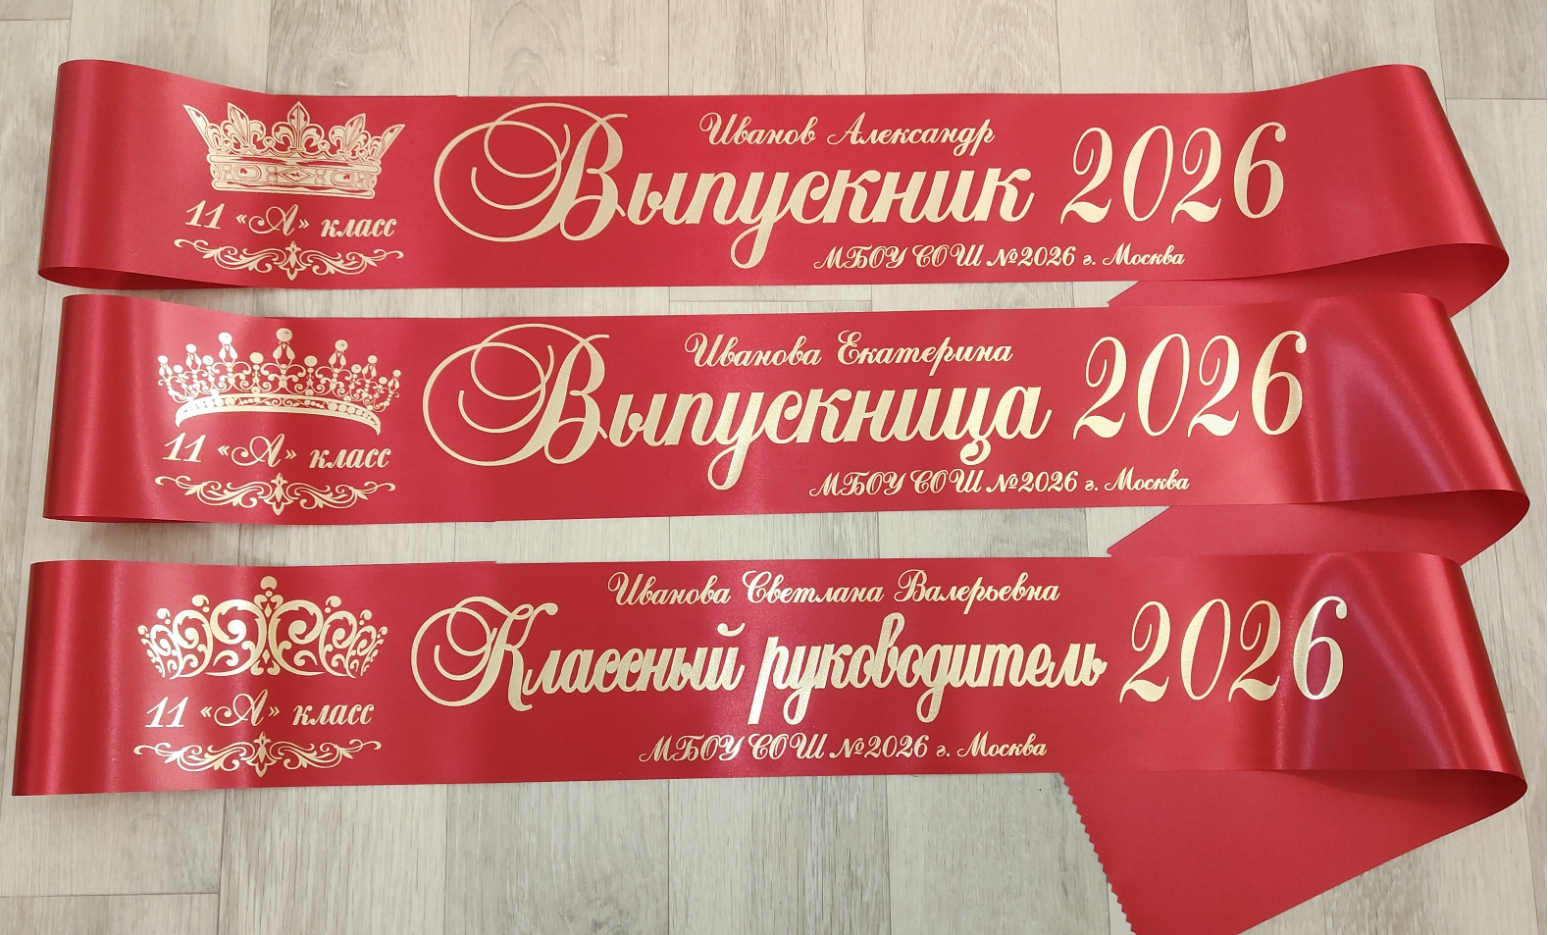 Иванов Александр
11 «А» класс
Выпускник 2026
МБОУ СОШ №2026 г. Москва
Иванова Екатерина
11 «А» класс
Выпускница 2026
МБОУ СОШ №2026 г. Москва
Иванова Светлана Валерьевна
11 «А» класс
Классный руководитель 2026
МБОУ СОШ №2026 г. Москва